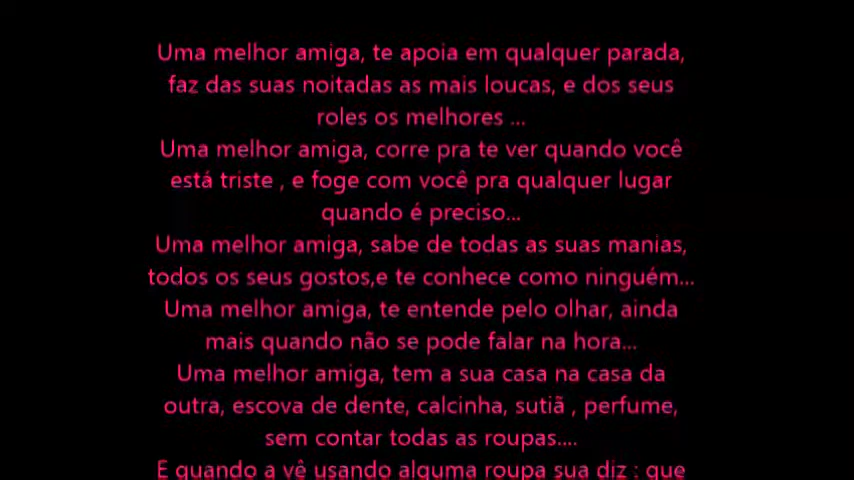 Uma melhor amiga, te apoia em qualquer parada,
faz das suas noitadas as mais loucas, e dos seus
roles os melhores ...
Uma melhor amiga, corre pra te ver quando você
está triste , e foge com você pra qualquer lugar
quando é preciso...
Uma melhor amiga, sabe de todas as suas manias,
todos os seus gostos,e te conhece como ninguém...
Uma melhor amiga, te entende pelo olhar, ainda
mais quando não se pode falar na hora...
Uma melhor amiga, tem a sua casa na casa da
outra, escova de dente, calcinha, sutiã , perfume,
sem contar todas as roupas....
E quando a vê usando alguma roupa sua diz : que